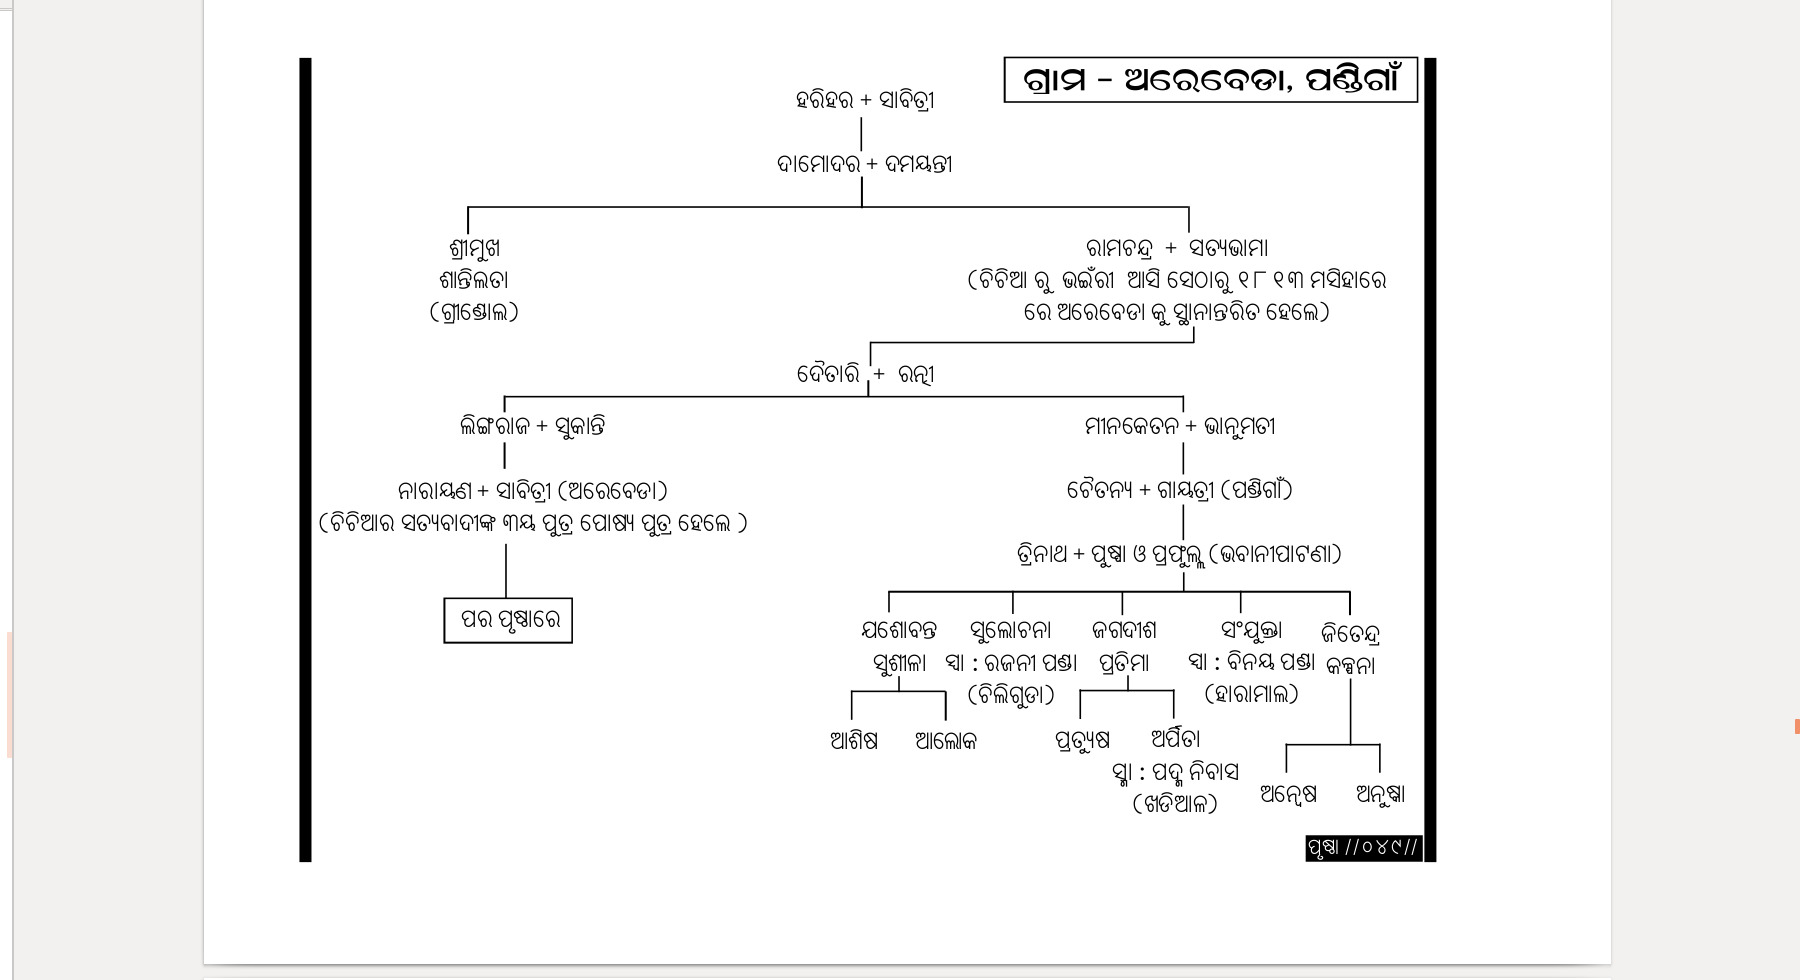 ଗ୍ରାମ – ଅରେବେଡା, ପଣ୍ଡିଗାଁ
ହରିହର + ସାବିତ୍ରୀ
ଦାମୋଦର + ଦମୟନ୍ତୀ
ଶ୍ରୀମୁଖ
ଶାନ୍ତିଲତା
(ଗ୍ରୀଣ୍ଡୋଲ)
ରାମଚନ୍ଦ୍ର + ସତ୍ୟଭାମା
(ଚିଚିଆ ରୁ ଭଇଁରୀ ଆସି ସେଠାରୁ ୧୮୧୩ ମସିହାରେ
ରେ ଅରେବେଡା କୁ ସ୍ଥାନାନ୍ତରିତ ହେଲେ)
ଦୈତାରି + ରତ୍ନୀ
ଲିଙ୍ଗରାଜ + ସୁକାନ୍ତି
ମୀନକେତନ + ଭାନୁମତୀ
ନାରାୟଣ + ସାବିତ୍ରୀ (ଅରେବେଡା)
(ଚିଚିଆର ସତ୍ୟବାଦୀଙ୍କ ୩ୟ ପୁତ୍ର ପୋଷ୍ୟ ପୁତ୍ର ହେଲେ )
ଚୈତନ୍ୟ + ଗାୟତ୍ରୀ (ପଣ୍ଡିଗାଁ)
ତ୍ରିନାଥ + ପୁଷ୍ପା ଓ ପ୍ରଫୁଲ୍ଲ (ଭବାନୀପାଟଣା)
ପର ପୃଷ୍ଠାରେ
ଯଶୋବନ୍ତ ସୁଲୋଚନା ଜଗଦୀଶ ସଂଯୁକ୍ତା ଜିତେନ୍ଦ୍ର
ସୁଶୀଳା ସ୍ବା : ରଜନୀ ପଣ୍ଡା ପ୍ରତିମା ସ୍ବା : ବିନୟ ପଣ୍ଡା କଳ୍ପନା
(ଚିଲିଗୁଡା) (ହାରାମାଲ)
ଆଶିଷ ଆଲୋକ ପ୍ରତ୍ୟୁଷ ଅର୍ପିତା
ସ୍ମା : ପଦ୍ମ ନିବାସ
(ଖଡିଆଳ)
ଅନ୍ୱେଷ ଅନୁଷ୍କା
ପୃଷ୍ଠା //୦୪୯//